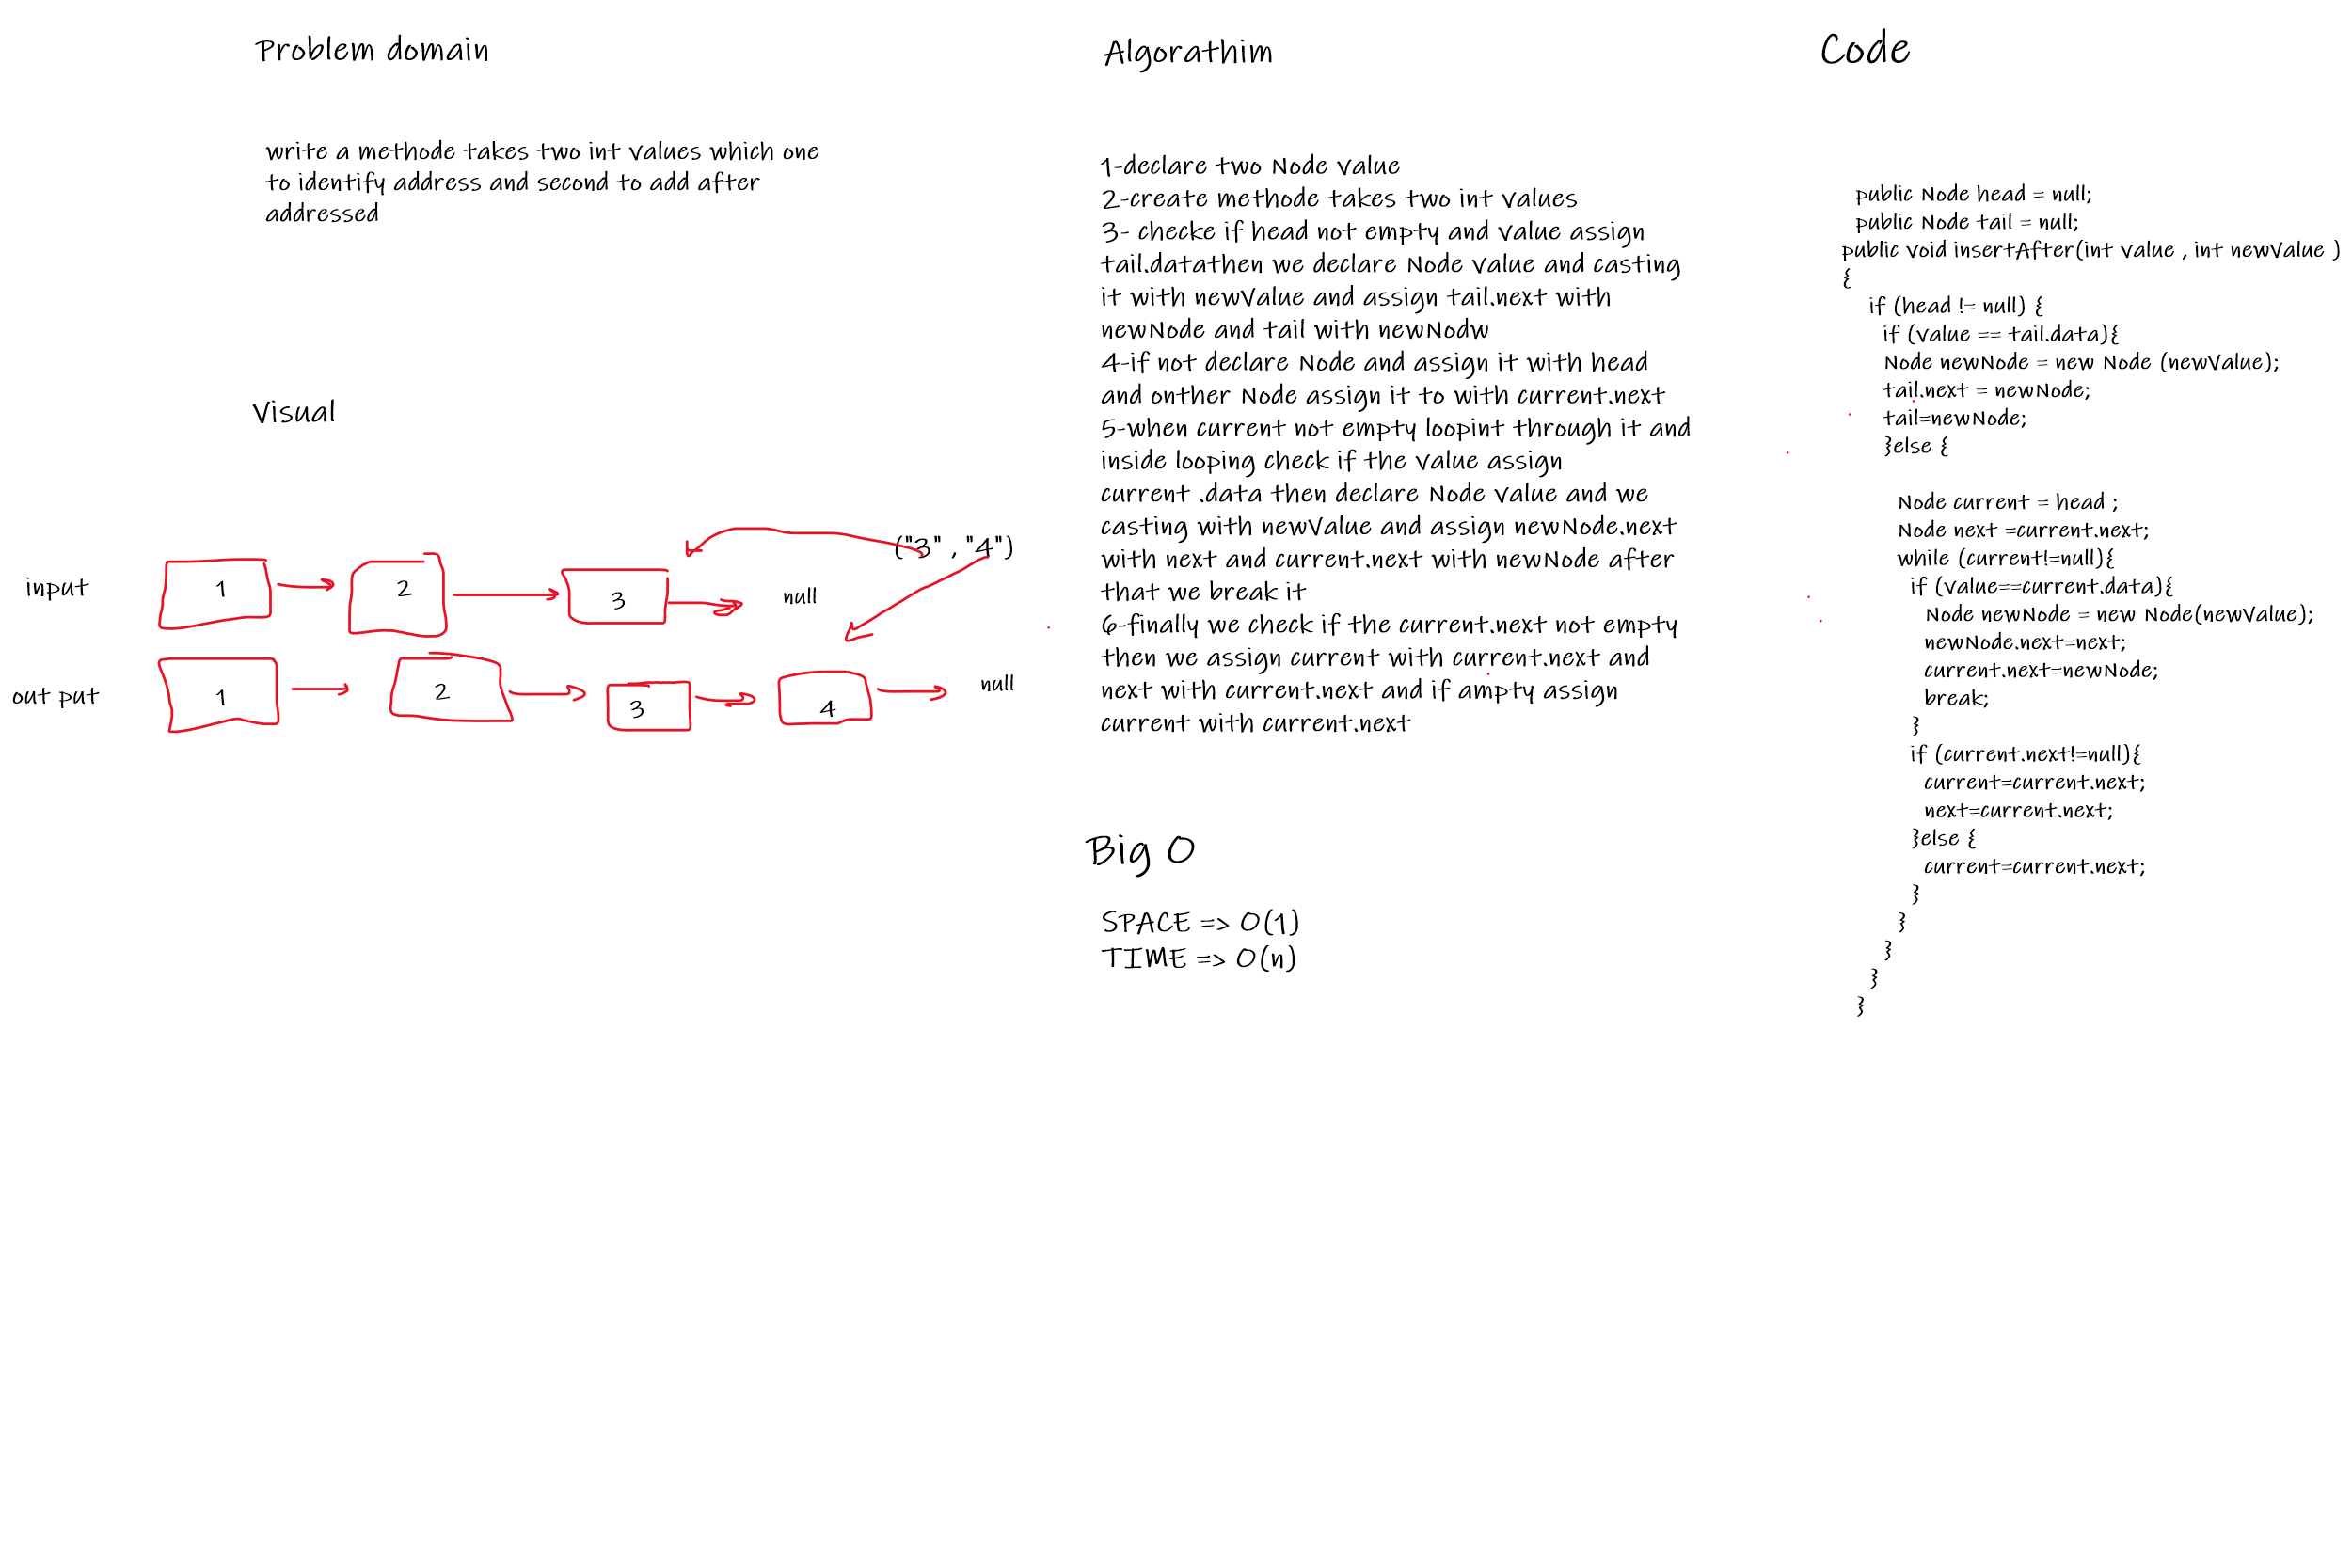 Problem domain
write a methode takes two int values which one
to identify address and second to add after
addressed
Visual
("3" , "4")
input
1
2
3
null
out put
1
2
3
4
null
Algorathim
1-declare two Node value
2-create methode takes two int values
3- checke if head not empty and value assign
tail.datathen we declare Node value and casting
it with newValue and assign tail.next with
newNode and tail with newNodw
4-if not declare Node and assign it with head
and onther Node assign it to with current.next
5-when current not empty loopint through it and
inside looping check if the value assign
current .data then declare Node value and we
casting with newValue and assign newNode.next
with next and current.next with newNode after
that we break it
6-finally we check if the current.next not empty
then we assign current with current.next and
next with current.next and if ampty assign
current with current.next
Big O
SPACE => O(1)
TIME => O(n)
Code
public Node head = null;
public Node tail = null;
public void insertAfter(int value , int newValue )
{
if (head != null) {
if (value == tail.data){
Node newNode = new Node (newValue);
tail.next = newNode;
tail=newNode;
}else {
Node current = head ;
Node next =current.next;
while (current!=null){
if (value==current.data){
Node newNode = new Node(newValue);
newNode.next=next;
current.next=newNode;
break;
}
if (current.next!=null){
current=current.next;
next=current.next;
}else {
current=current.next;
}
}
}
}
}